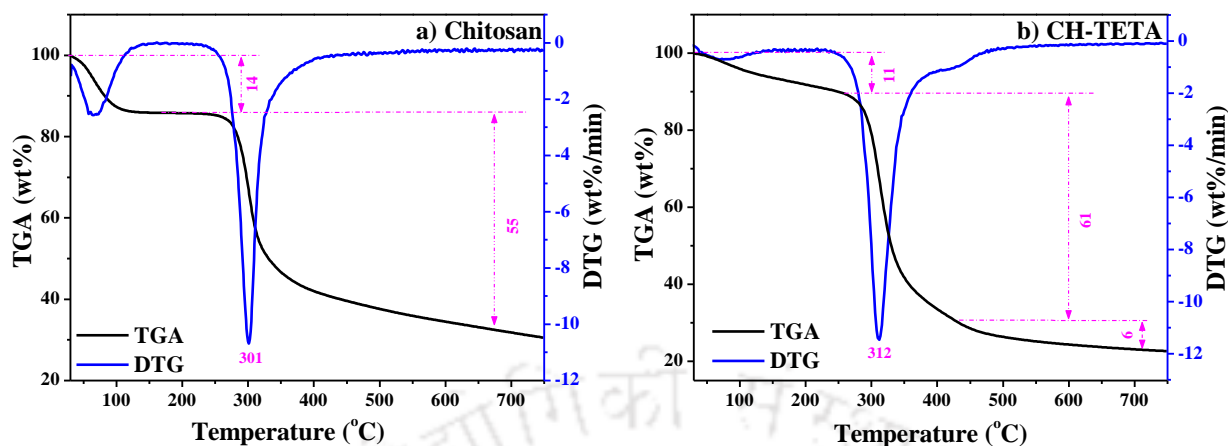 a) Chitosan
TGA (wt%)
100
80
60
40
20
14
55
301
TGA
DTG
0
-2
-4
-6
-8
-10
-12
DTG (wt%/min)
100 200 300 400 500 600 700
Temperature (°C)
b) CH-TETA
TGA (wt%)
100
80
60
40
20
11
61
6
312
TGA
DTG
0
-2
-4
-6
-8
-10
-12
DTG (wt%/min)
100 200 300 400 500 600 700
Temperature (°C)